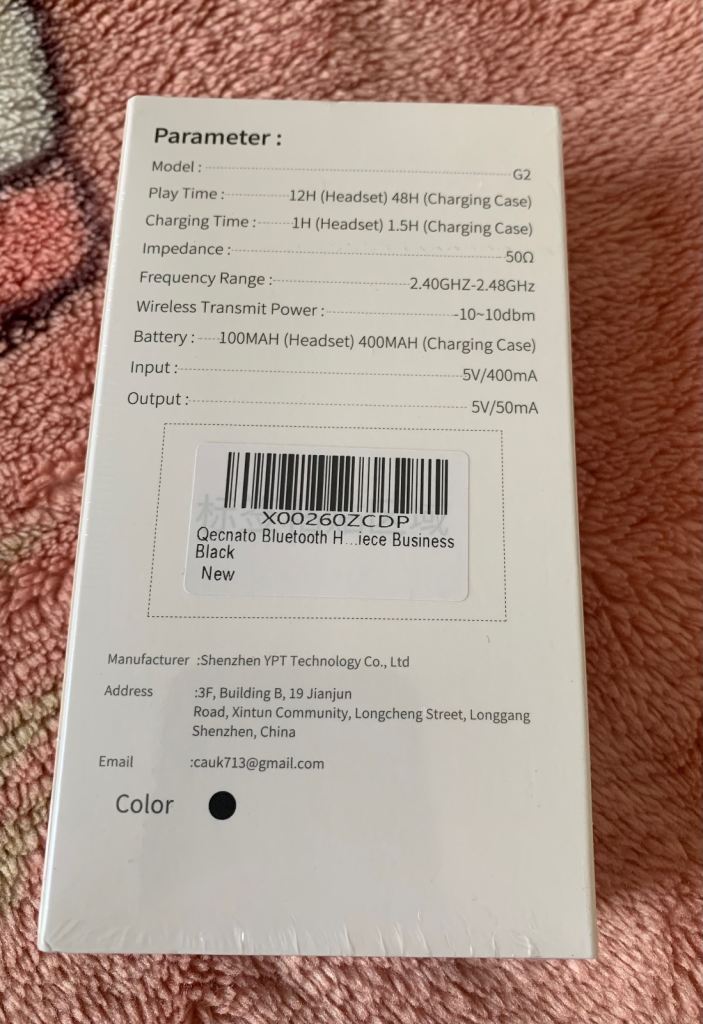 Parameter :
Model : G2
Play Time : 12H (Headset) 48H (Charging Case)
Charging Time : 1H (Headset) 1.5H (Charging Case)
Impedance : 50Ω
Frequency Range : 2.40GHZ-2.48GHz
Wireless Transmit Power : -10~10dbm
Battery : 100MAH (Headset) 400MAH (Charging Case)
Input : 5V/400mA
Output : 5V/50mA
标 域
X00260ZCDP
Qecnato Bluetooth H...iece Business
Black
New
Manufacturer :Shenzhen YPT Technology Co., Ltd
Address :3F, Building B, 19 Jianjun
Road, Xintun Community, Longcheng Street, Longgang
Shenzhen, China
Email :cauk713@gmail.com
Color